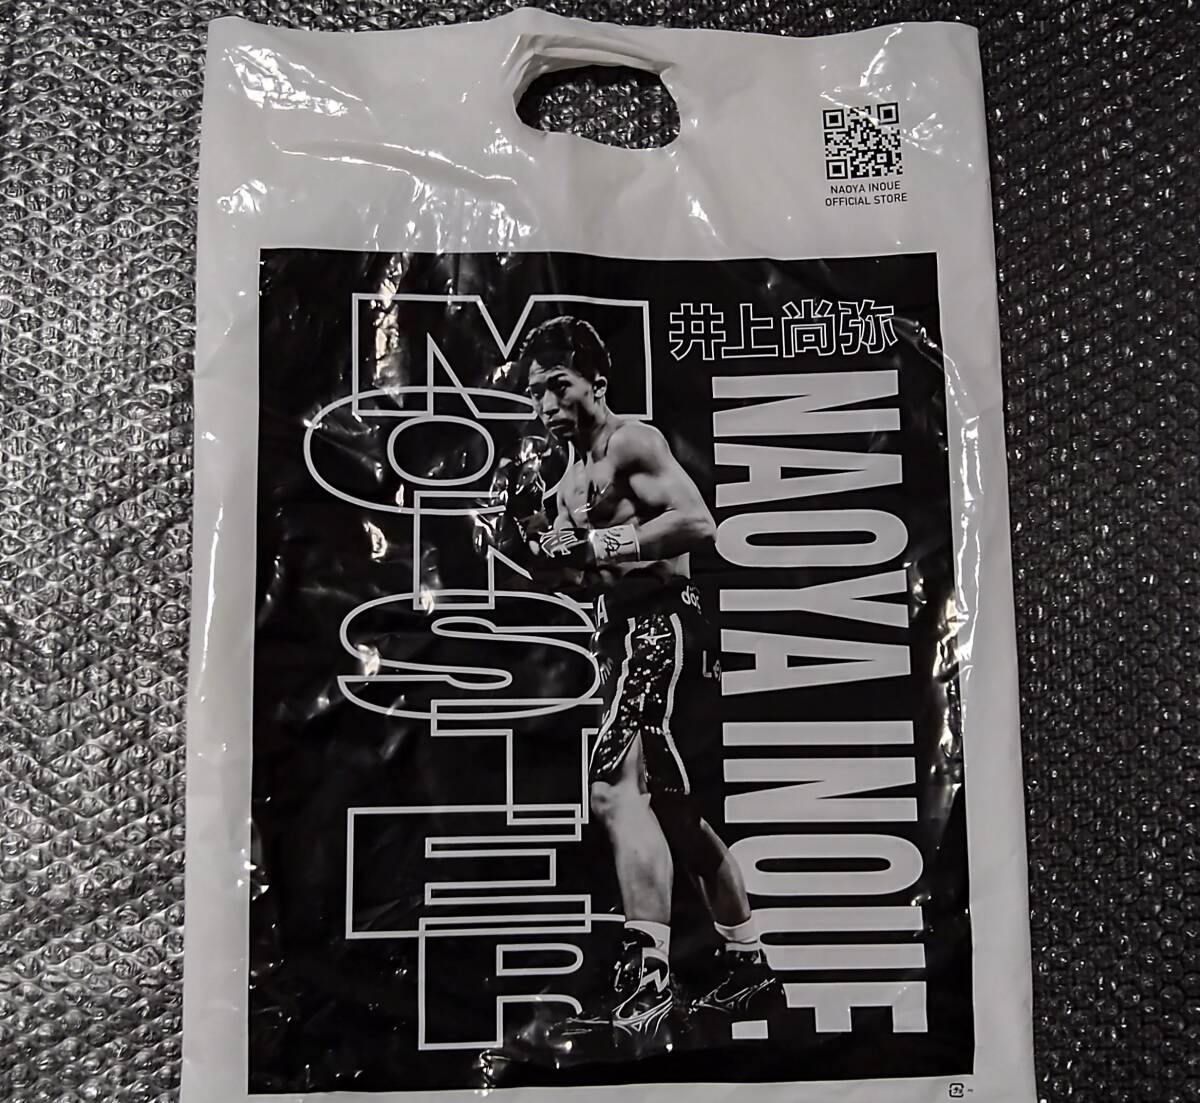 NAOYA INOUE
OFFICIAL STORE
井上尚弥
NAOYA INOUE
MONSTER